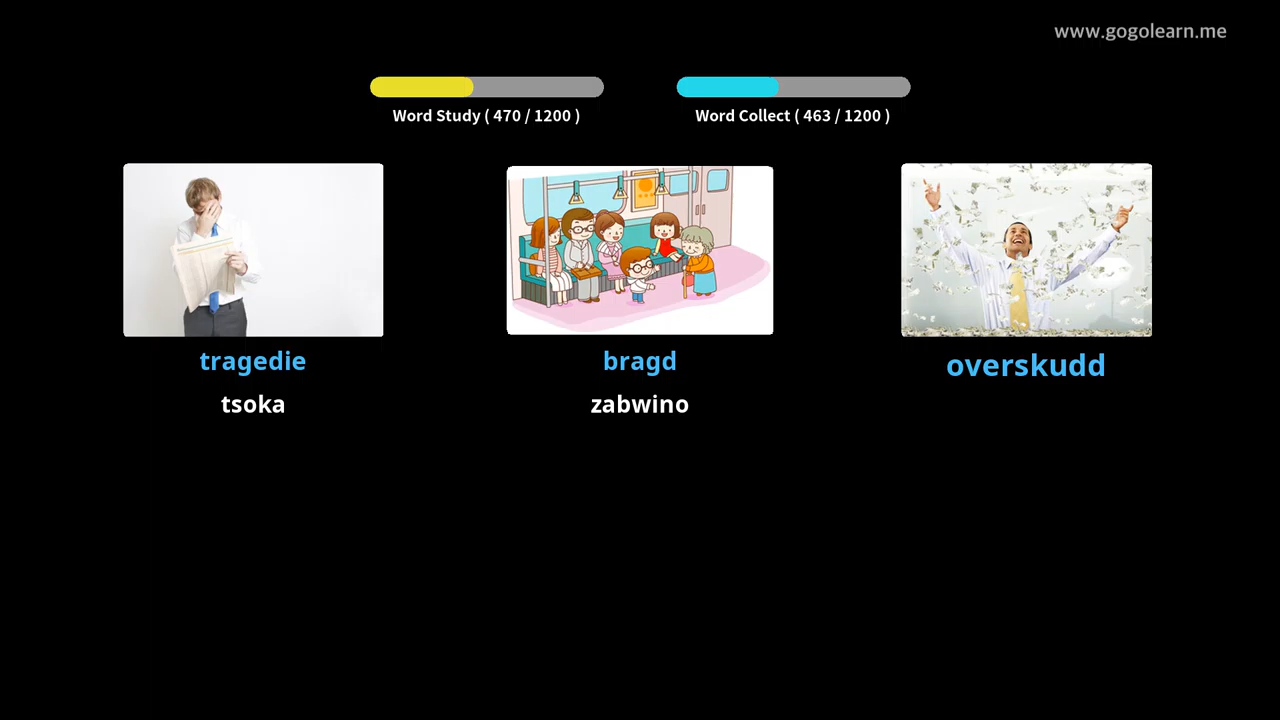 www.gogolearn.me
Word Study ( 470 / 1200 )
Word Collect ( 463 / 1200 )
tragedie
tsoka
bragd
zabwino
overskudd